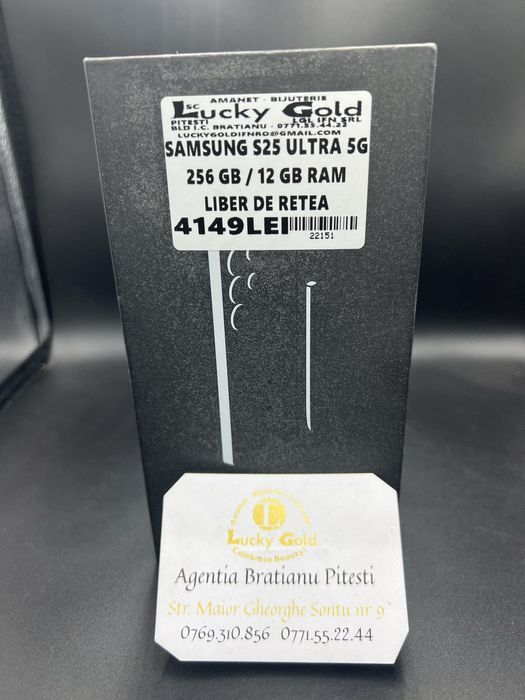 AMANET - BIJUTERIE
SC Lucky Gold
PITESTI LGL IFN SRL
BLD I.C. BRATIANU - 0771.55.44.22
LUCKYGOLDIFNRO@GMAIL.COM
SAMSUNG S25 ULTRA 5G
256 GB / 12 GB RAM
LIBER DE RETEA
4149LEI
22151
Lucky Gold
Celebrate Beauty!
Agentia Bratianu Pitesti
Str. Maior Gheorghe Sontu nr 9
0769.310.856 0771.55.22.44